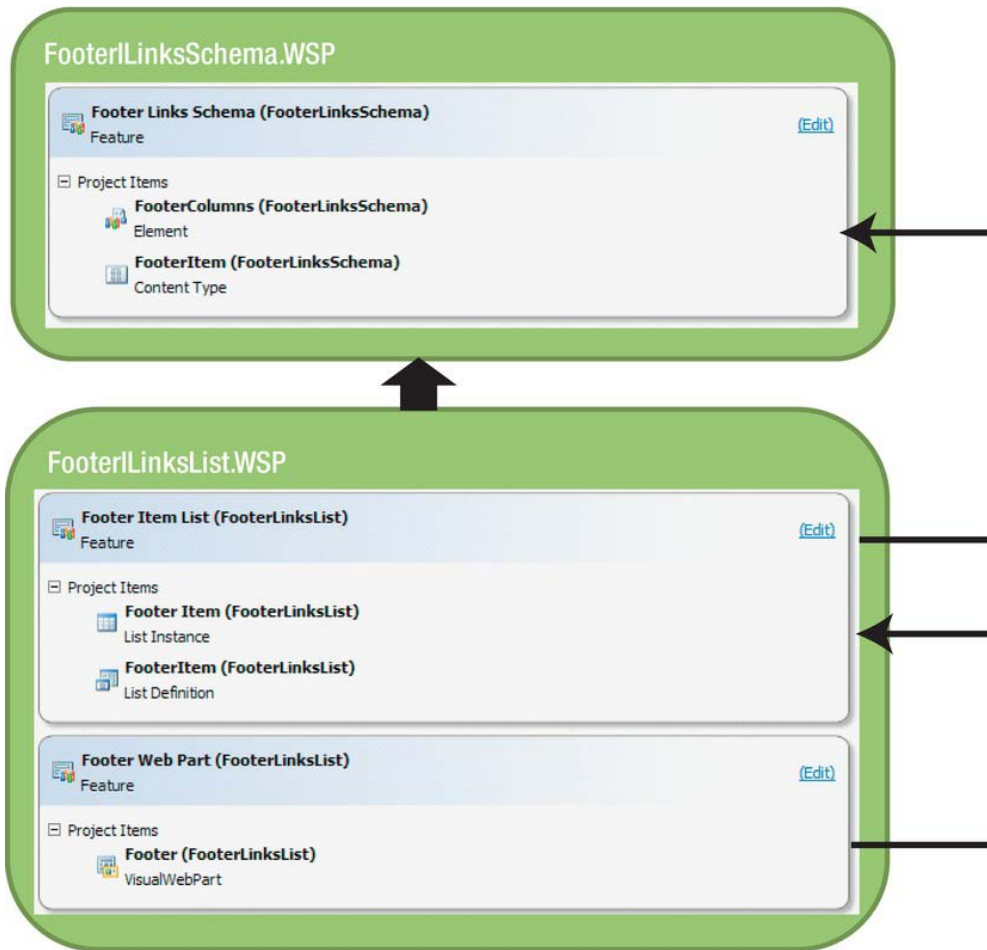 FooterlLinksSchema.WSP
Footer Links Schema (FooterLinksSchema)
Feature
(Edit)
Project Items
FooterColumns (FooterLinksSchema)
Element
FooterItem (FooterLinksSchema)
Content Type
FooterlLinksList.WSP
Footer Item List (FooterLinksList)
Feature
(Edit)
Project Items
Footer Item (FooterLinksList)
List Instance
FooterItem (FooterLinksList)
List Definition
Footer Web Part (FooterLinksList)
Feature
(Edit)
Project Items
Footer (FooterLinksList)
VisualWebPart